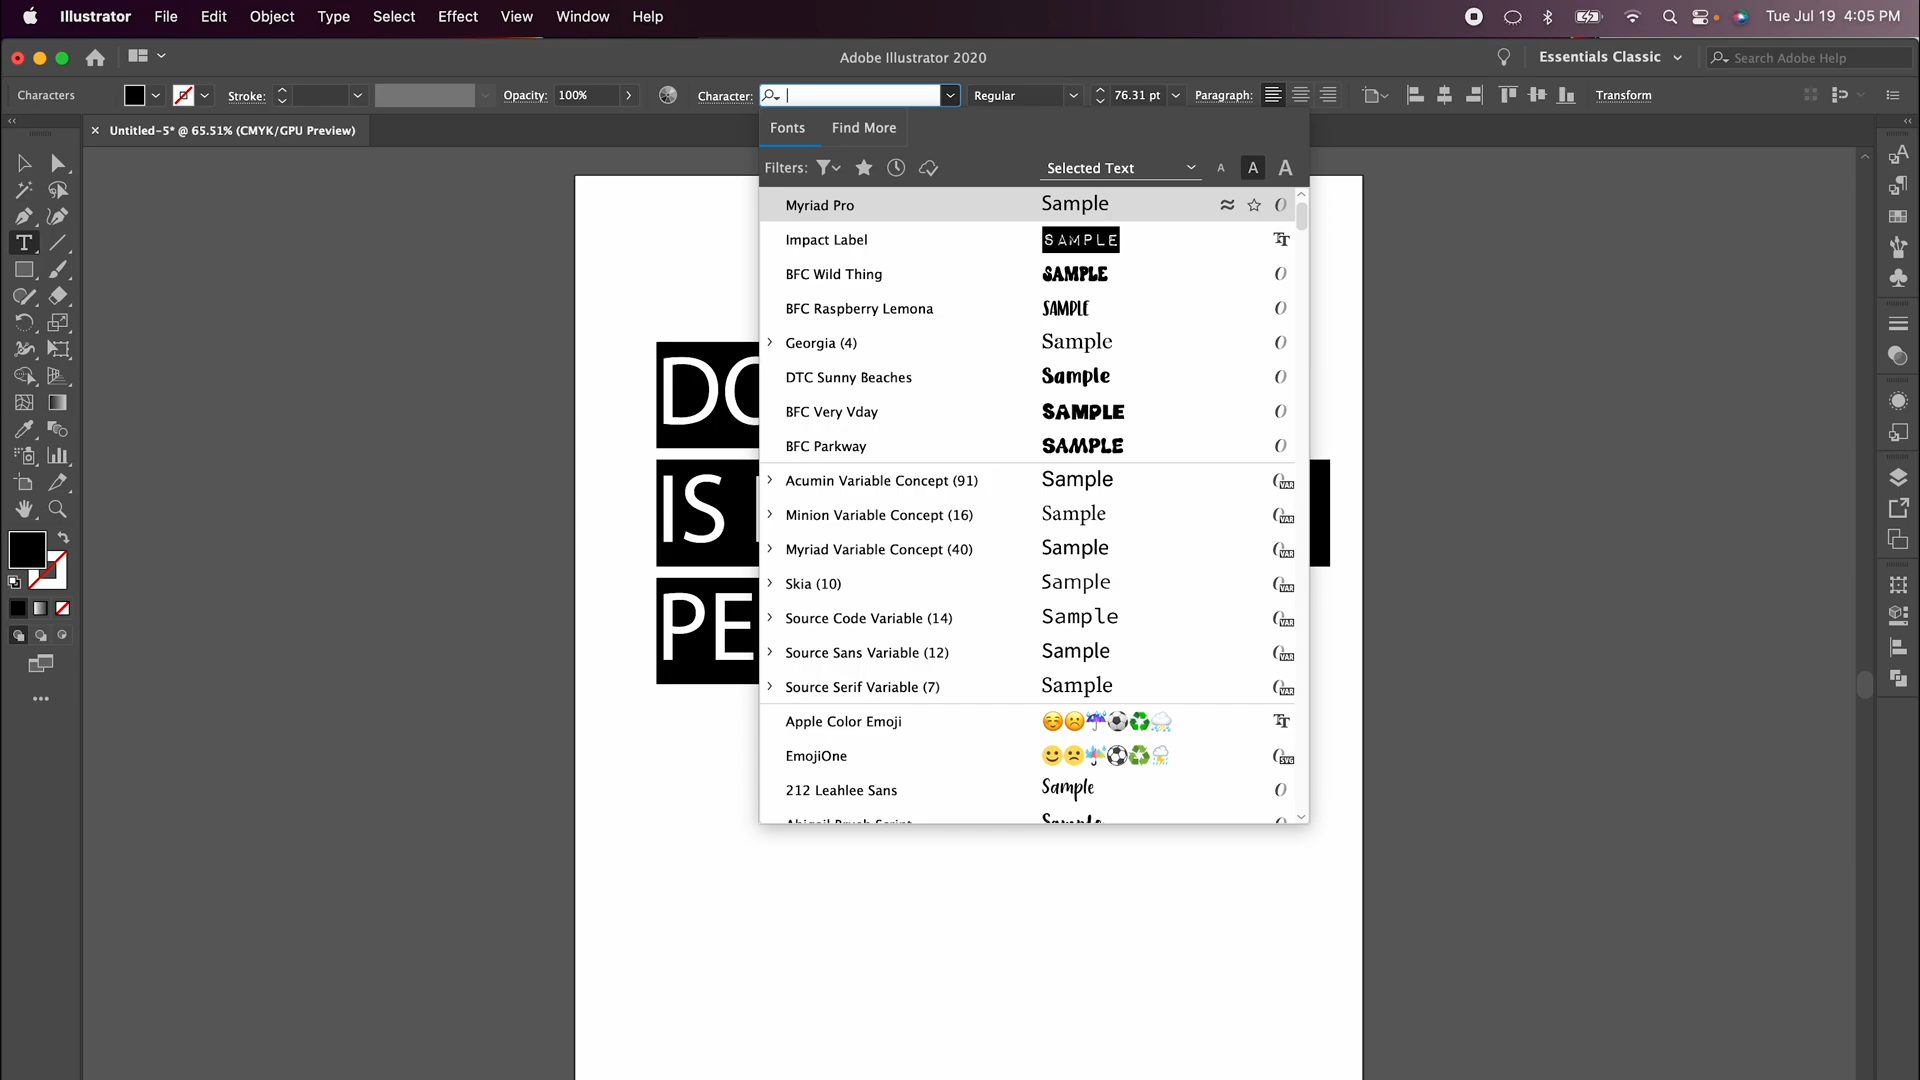 Illustrator File Edit Object Type Select Effect View Window Help Tue Jul 19 4:05 PM
Adobe Illustrator 2020 Essentials Classic Search Adobe Help
Characters Stroke: Opacity: 100% Character: Regular 76.31 pt Paragraph: Transform
Untitled-5* @ 65.51% (CMYK/GPU Preview)
Fonts Find More
Filters: Selected Text A A A
Myriad Pro Sample
Impact Label SAMPLE
BFC Wild Thing SAMPLE
BFC Raspberry Lemona SAMPLE
Georgia (4) Sample
DTC Sunny Beaches Sample
BFC Very Vday SAMPLE
BFC Parkway SAMPLE
Acumin Variable Concept (91) Sample
Minion Variable Concept (16) Sample
Myriad Variable Concept (40) Sample
Skia (10) Sample
Source Code Variable (14) Sample
Source Sans Variable (12) Sample
Source Serif Variable (7) Sample
Apple Color Emoji
EmojiOne
212 Leahlee Sans Sample
DO
IS
PE